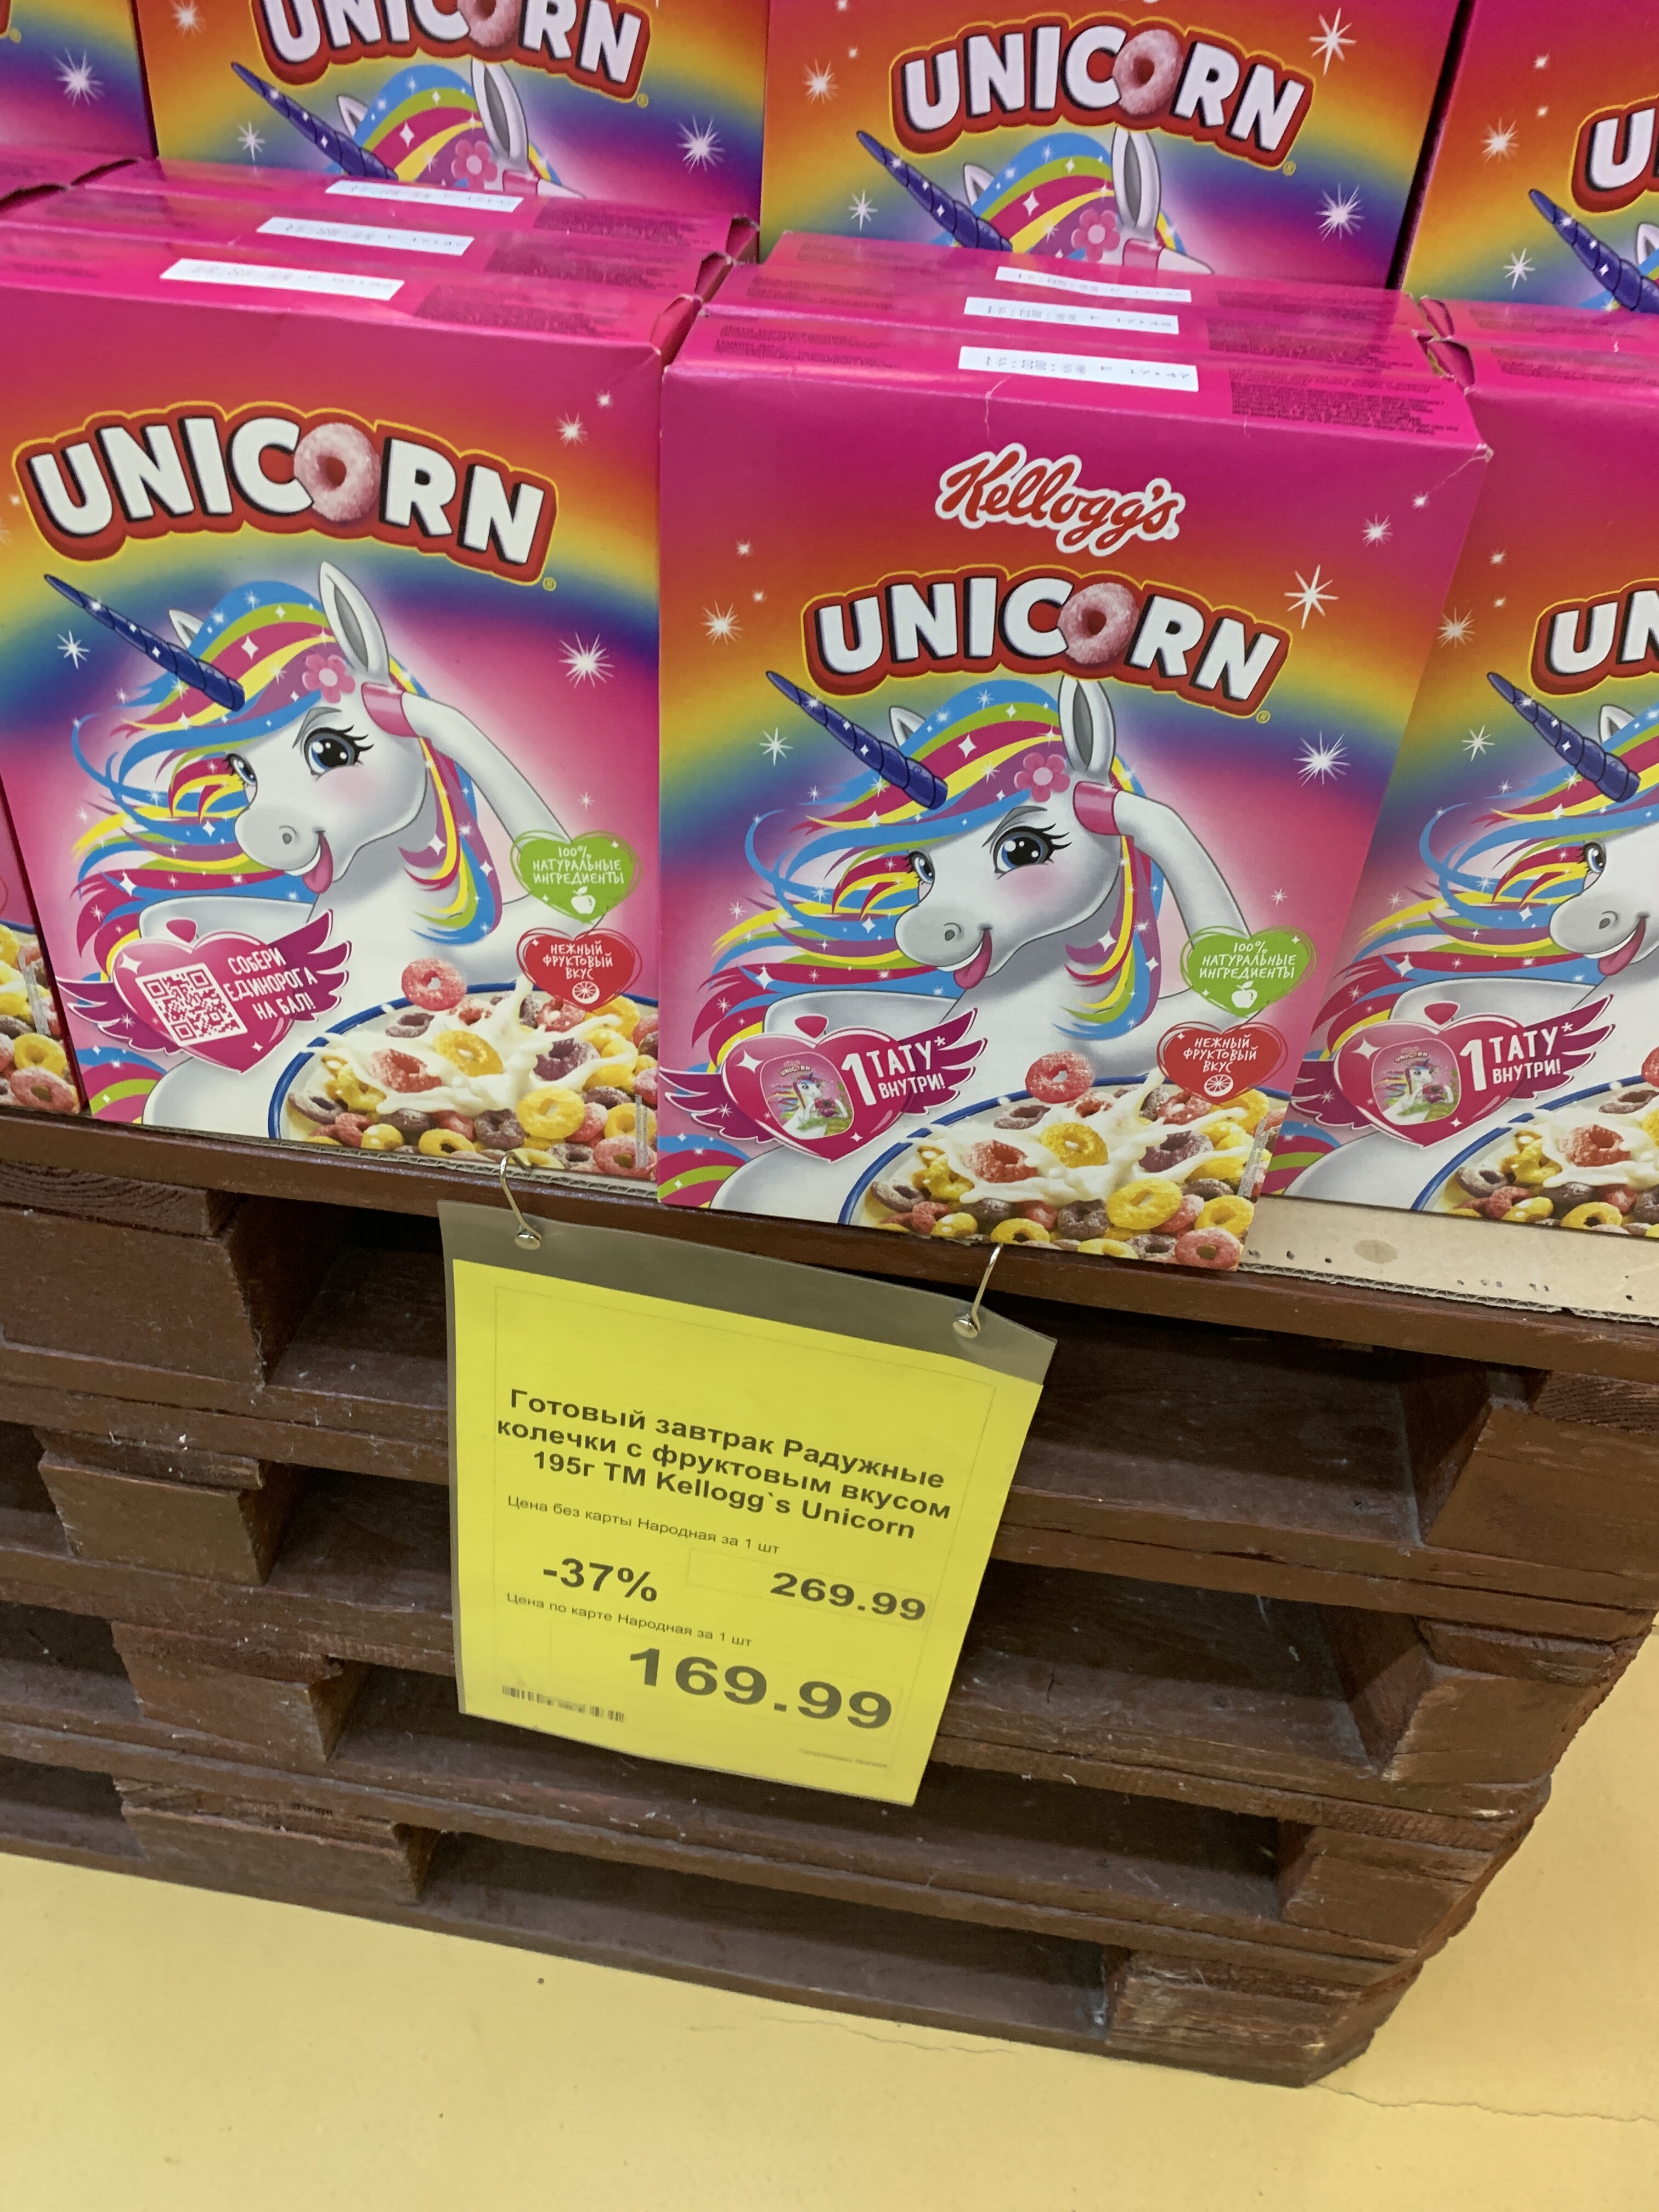 UNICORN
UNICORN
UNICORN
Kellogg's
UNICORN
100%
НАТУРАЛЬНЫЕ
ИНГРЕДИЕНТЫ
НЕЖНЫЙ
ФРУКТОВЫЙ
ВКУС
СОБЕРИ
ЕДИНОРОГА
НА БАЛ!
100%
НАТУРАЛЬНЫЕ
ИНГРЕДИЕНТЫ
НЕЖНЫЙ
ФРУКТОВЫЙ
ВКУС
1 ТАТУ*
ВНУТРИ!
1 ТАТУ*
ВНУТРИ!
Готовый завтрак Радужные
колечки с фруктовым вкусом
195г ТМ Kellogg`s Unicorn
Цена без карты Народная за 1 шт
-37% 269.99
Цена по карте Народная за 1 шт
169.99